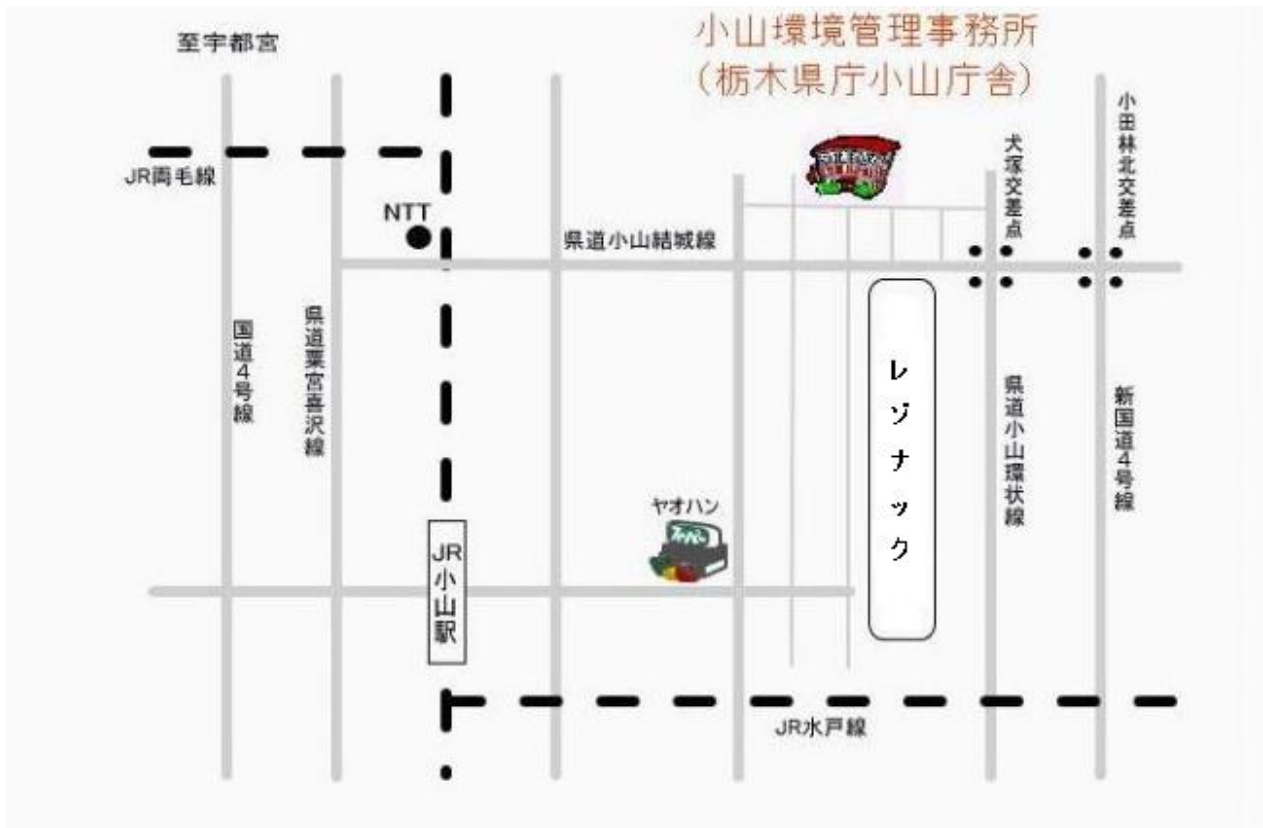 小山環境管理事務所
（栃木県庁小山庁舎）
至宇都宮
小田林北交差点
犬塚交差点
JR両毛線
NTT
県道小山結城線
国道4号線
県道粟宮喜沢線
レゾナック
県道小山環状線
新国道4号線
ヤオハン
JR小山駅
JR水戸線